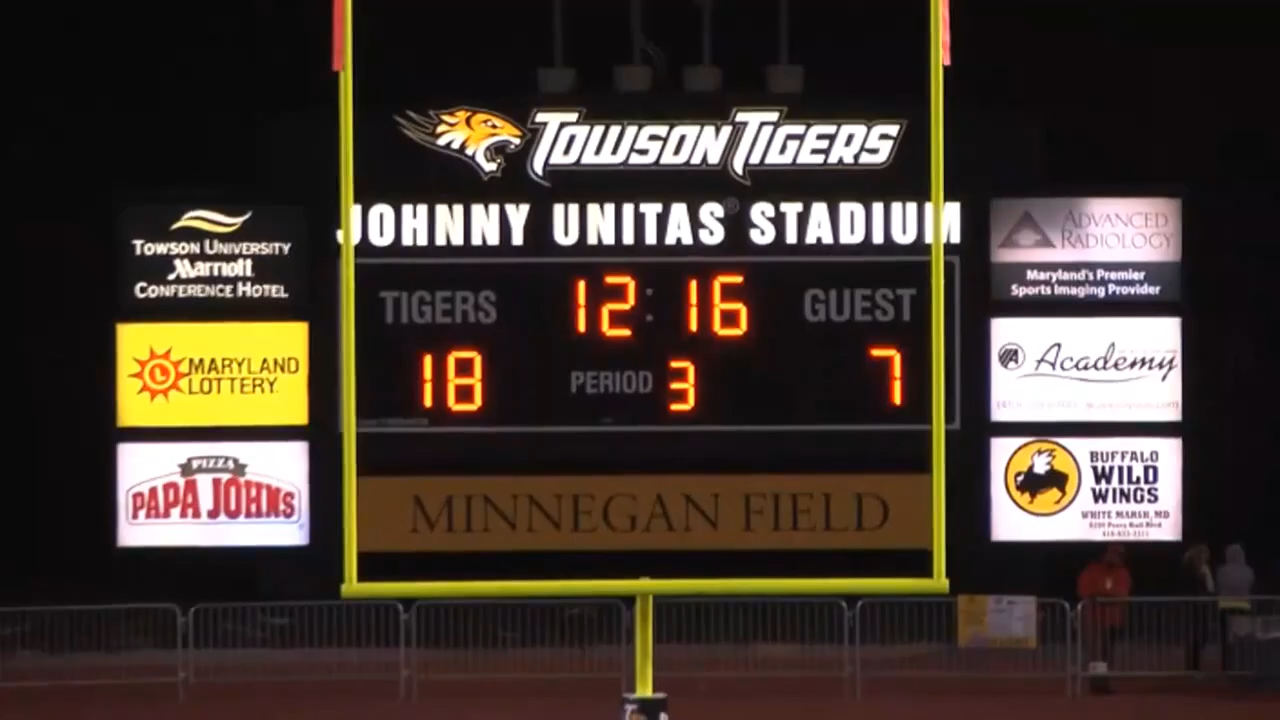 TOWSON TIGERS
JOHNNY UNITAS® STADIUM
TIGERS 12:16 GUEST
18 PERIOD 3 7
MINNEGAN FIELD
TOWSON UNIVERSITY
Marriott
CONFERENCE HOTEL
MARYLAND
LOTTERY
PIZZA
PAPA JOHNS
ADVANCED
RADIOLOGY
Maryland's Premier
Sports Imaging Provider
Academy
BUFFALO
WILD
WINGS
WHITE MARSH, MD